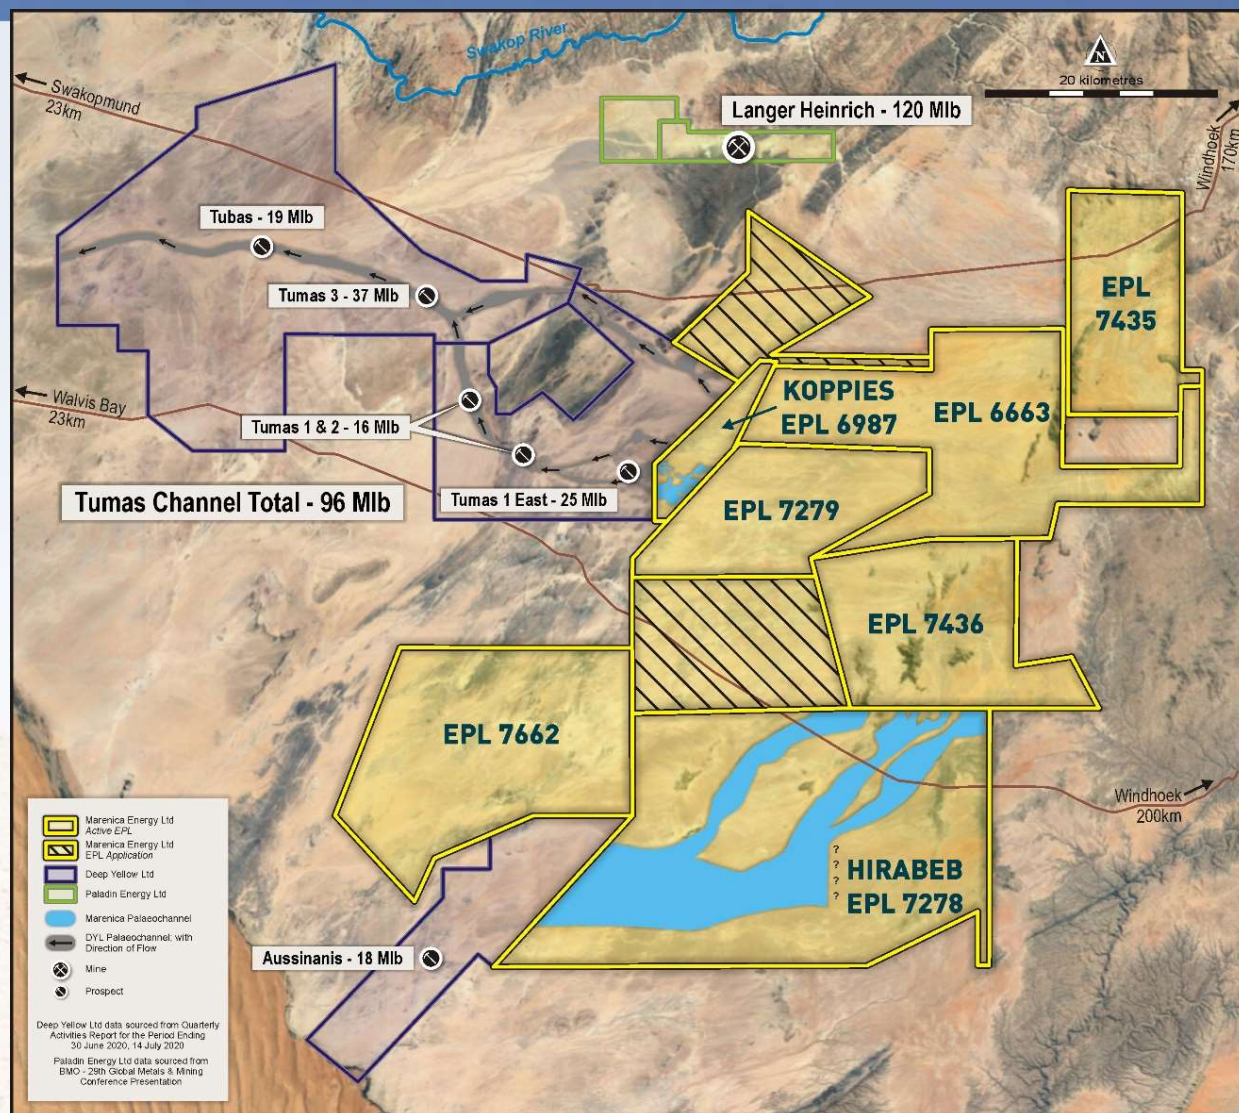 Swakop River
N
20 kilometres
Swakopmund
23km
Langer Heinrich - 120 Mlb
Windhoek
170km
Tubas - 19 Mlb
Tumas 3 - 37 Mlb
EPL
7435
Walvis Bay
23km
KOPPIES
EPL 6987
EPL 6663
Tumas 1 & 2 - 16 Mlb
Tumas Channel Total - 96 Mlb
Tumas 1 East - 25 Mlb
EPL 7279
EPL 7436
EPL 7662
Windhoek
200km
?
?
?
?
HIRABEB
EPL 7278
Aussinanis - 18 Mlb
Marenica Energy Ltd
Active EPL
Marenica Energy Ltd
EPL Application
Deep Yellow Ltd
Paladin Energy Ltd
Marenica Palaeochannel
DYL Palaeochannel; with
Direction of Flow
Mine
Prospect
Deep Yellow Ltd data sourced from Quarterly
Activities Report for the Period Ending
30 June 2020, 14 July 2020
Paladin Energy Ltd data sourced from
BMO - 29th Global Metals & Mining
Conference Presentation